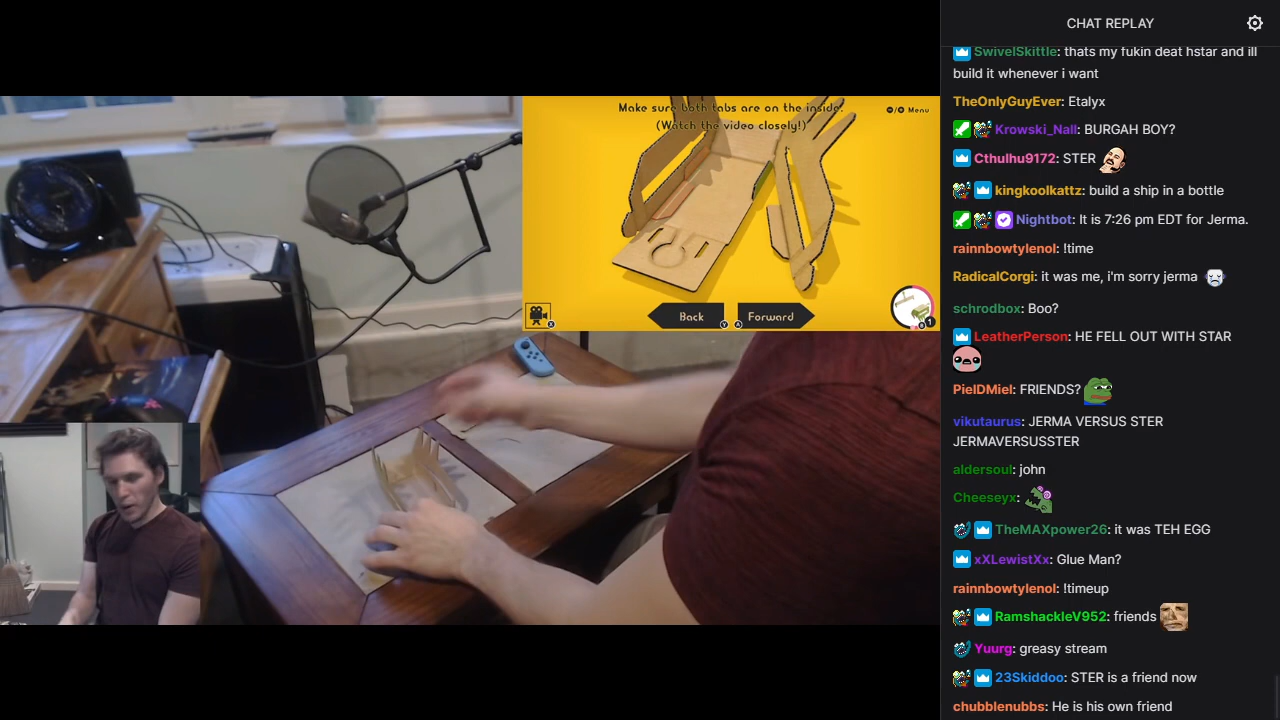 CHAT REPLAY
SwivelSkittle: thats my fukin deat hstar and ill
build it whenever i want
TheOnlyGuyEver: Etalyx
Krowski_Nall: BURGAH BOY?
Cthulhu9172: STER
kingkoolkattz: build a ship in a bottle
Nightbot: It is 7:26 pm EDT for Jerma.
rainnbowtylenol: !time
RadicalCorgi: it was me, i'm sorry jerma
schrodbox: Boo?
LeatherPerson: HE FELL OUT WITH STAR
PielDMiel: FRIENDS?
vikutaurus: JERMA VERSUS STER
JERMAVERSUSSTER
aldersoul: john
Cheeseyx:
TheMAXpower26: it was TEH EGG
xXLewistXx: Glue Man?
rainnbowtylenol: !timeup
RamshackleV952: friends
Yuurg: greasy stream
23Skiddoo: STER is a friend now
chubblenubbs: He is his own friend
Make sure both tabs are on the inside.
(Watch the video closely!)
Menu
Back
Forward
X
Y
A